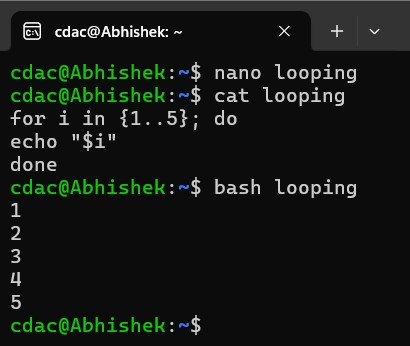 cdac@Abhishek: ~
cdac@Abhishek:~$ nano looping
cdac@Abhishek:~$ cat looping
for i in {1..5}; do
echo "$i"
done
cdac@Abhishek:~$ bash looping
1
2
3
4
5
cdac@Abhishek:~$